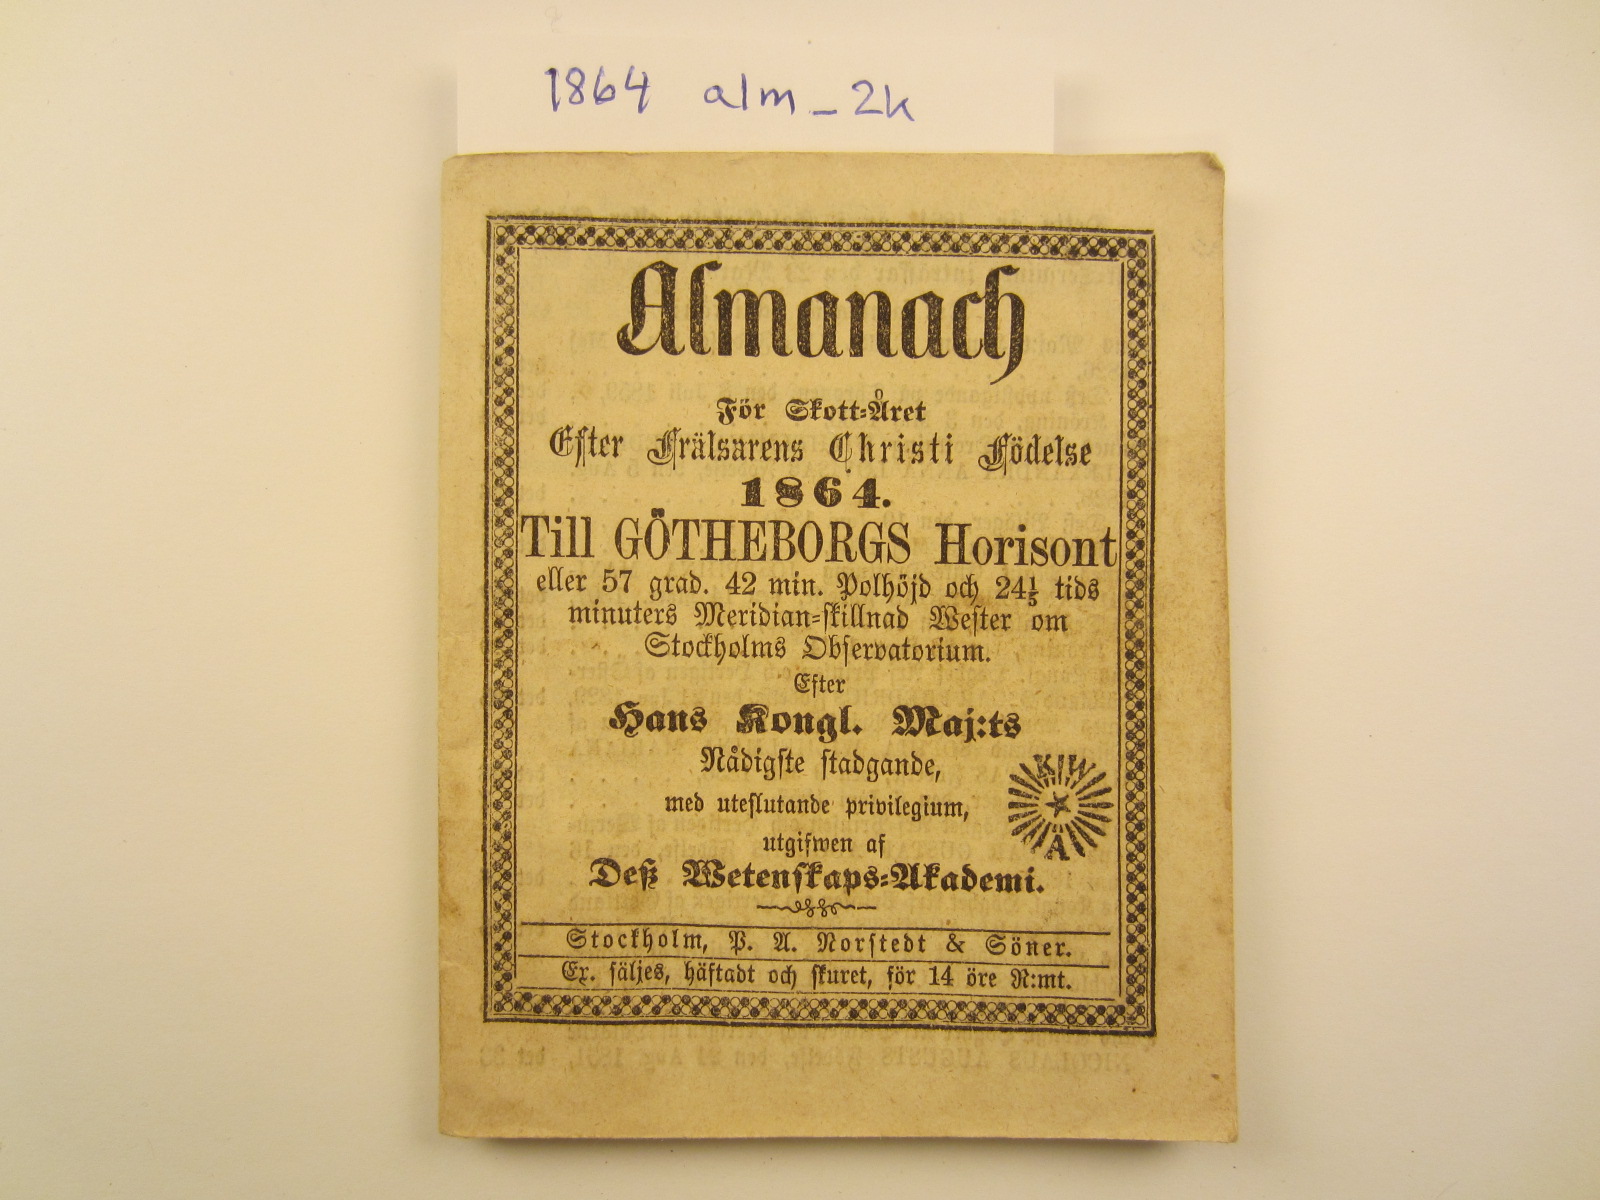 1864 alm_2k
Almanach
För Skott-Året
Efter Frälsarens Christi Födelse
1864.
Till GÖTHEBORGS Horisont
eller 57 grad. 42 min. Polhöjd och 24 1/5 tids
minuters Meridian-skillnad Wester om
Stockholms Observatorium.
Efter
Hans Kongl. Maj:ts
Nådigste stadgande,
med uteslutande privilegium,
utgifwen af
K W
A
Deß Wetenskaps-Akademi.
Stockholm, P. A. Norstedt & Söner.
Ex. säljes, häftadt och skuret, för 14 öre R:mt.